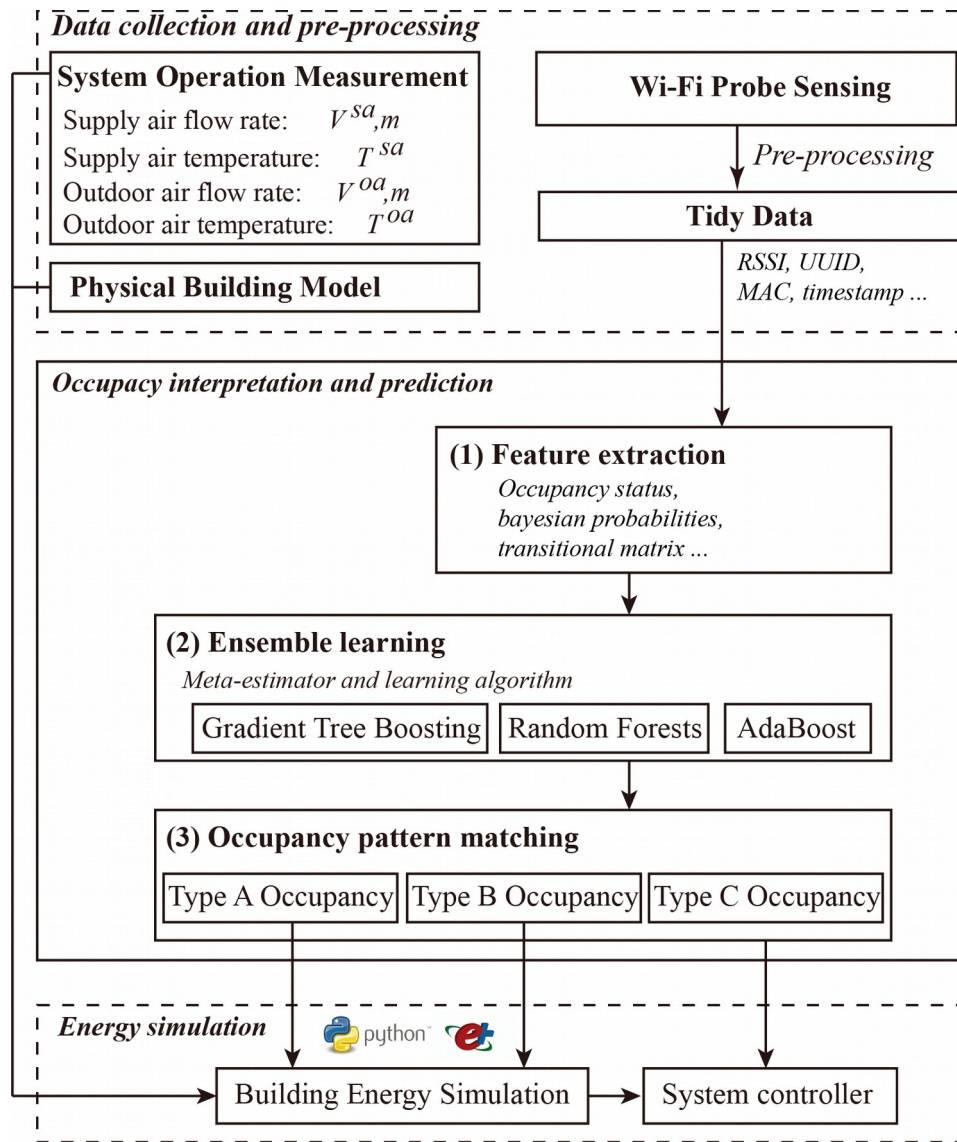 Data collection and pre-processing
System Operation Measurement
Supply air flow rate: V^sa,m
Supply air temperature: T^sa
Outdoor air flow rate: V^oa,m
Outdoor air temperature: T^oa
Physical Building Model
Wi-Fi Probe Sensing
Pre-processing
Tidy Data
RSSI, UUID,
MAC, timestamp ...
Occupacy interpretation and prediction
(1) Feature extraction
Occupancy status,
bayesian probabilities,
transitional matrix ...
(2) Ensemble learning
Meta-estimator and learning algorithm
Gradient Tree Boosting
Random Forests
AdaBoost
(3) Occupancy pattern matching
Type A Occupancy
Type B Occupancy
Type C Occupancy
Energy simulation
python™
e+
Building Energy Simulation
System controller